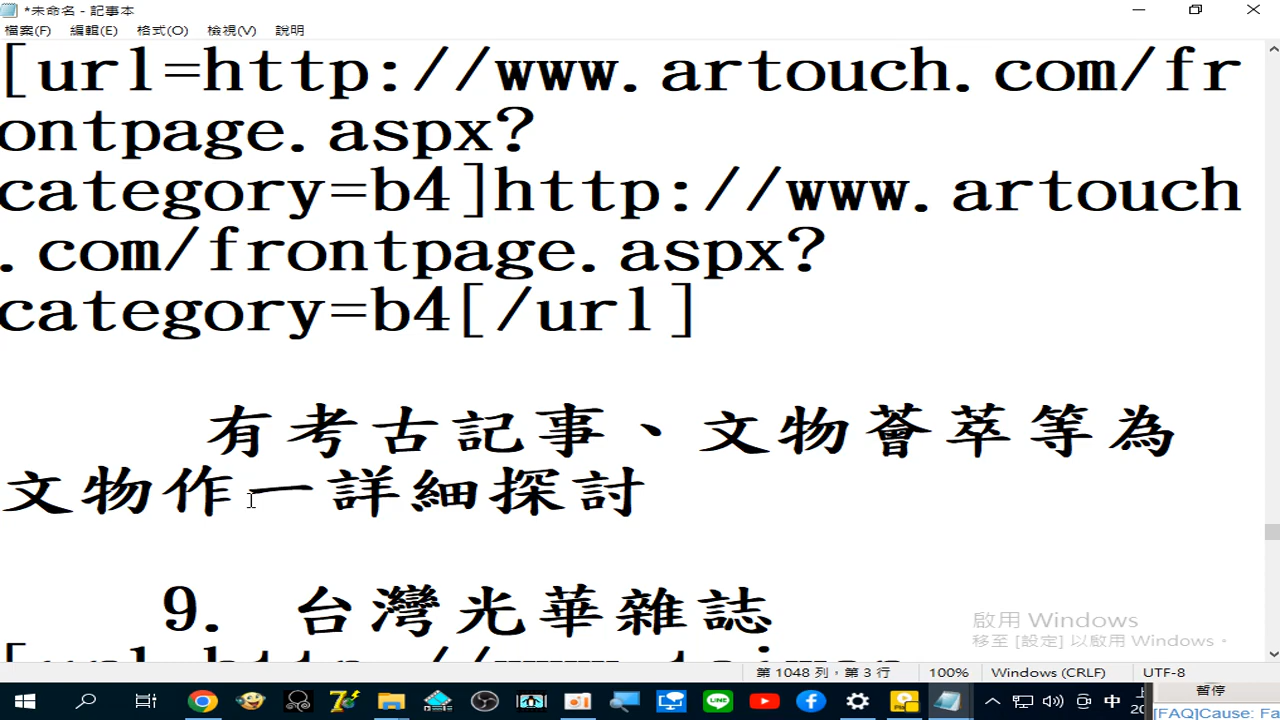 *未命名 - 記事本
檔案(F) 編輯(E) 格式(O) 檢視(V) 說明
[url=http://www.artouch.com/fr
ontpage.aspx?
category=b4]http://www.artouch
.com/frontpage.aspx?
category=b4[/url]
有考古記事、文物薈萃等為
文物作一詳細探討
9. 台灣光華雜誌
啟用 Windows
移至 [設定] 以啟用 Windows。
第 1048 列，第 3 行 100% Windows (CRLF) UTF-8
中 上
20
暫停
[FAQ]Cause: Fa